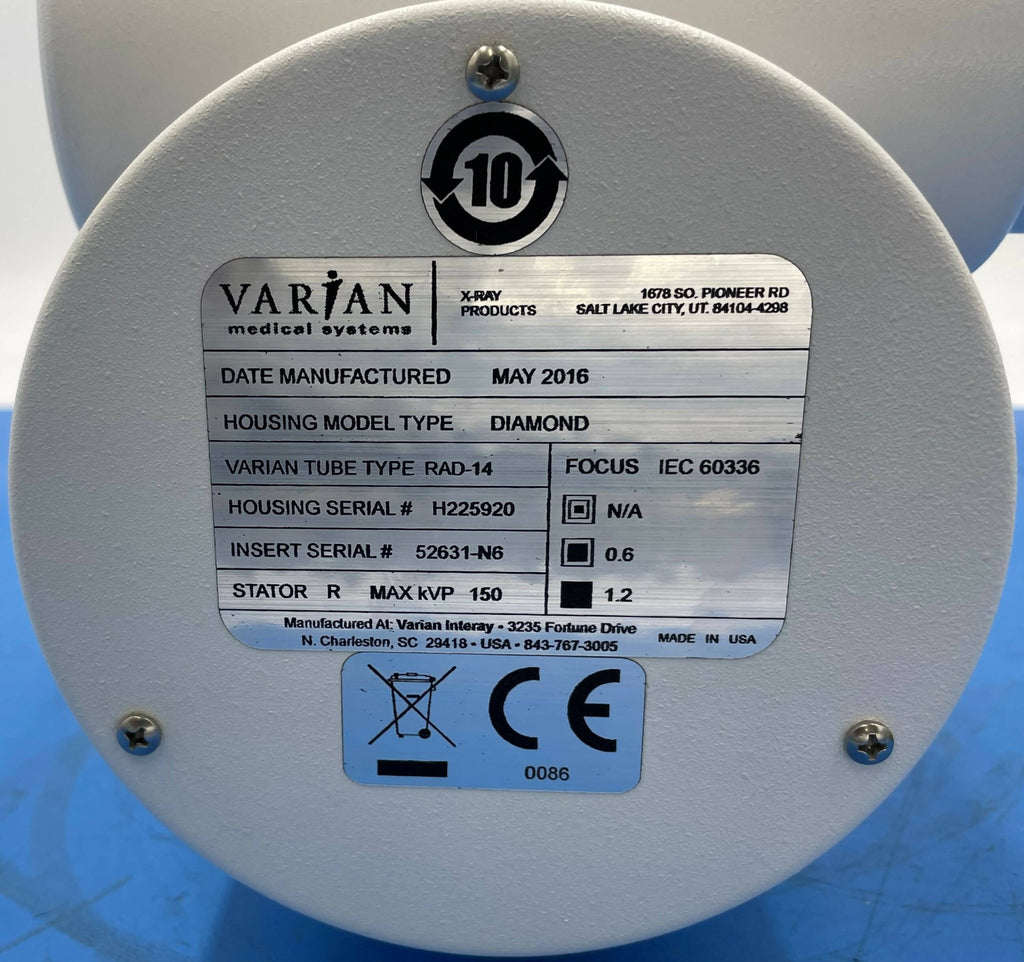 10
VARIAN
medical systems
X-RAY
PRODUCTS
1678 SO. PIONEER RD
SALT LAKE CITY, UT. 84104-4298
DATE MANUFACTURED MAY 2016
HOUSING MODEL TYPE DIAMOND
VARIAN TUBE TYPE RAD-14
HOUSING SERIAL # H225920
INSERT SERIAL # 52631-N6
STATOR R MAX kVP 150
FOCUS IEC 60336
N/A
0.6
1.2
Manufactured At: Varian Interay - 3235 Fortune Drive
N. Charleston, SC 29418 - USA - 843-767-3005
MADE IN USA
CE
0086